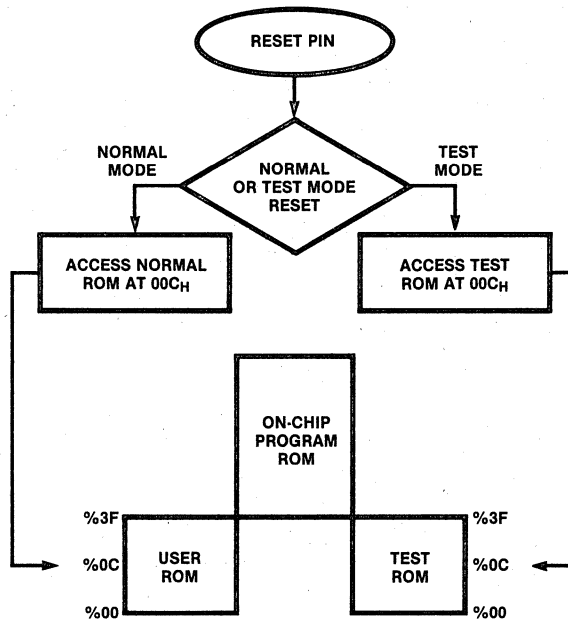 RESET PIN
NORMAL
MODE
NORMAL
OR TEST MODE
RESET
TEST
MODE
ACCESS NORMAL
ROM AT 00CH
ACCESS TEST
ROM AT 00CH
ON-CHIP
PROGRAM
ROM
%3F
%3F
%0C
USER
ROM
TEST
ROM
%0C
%00
%00